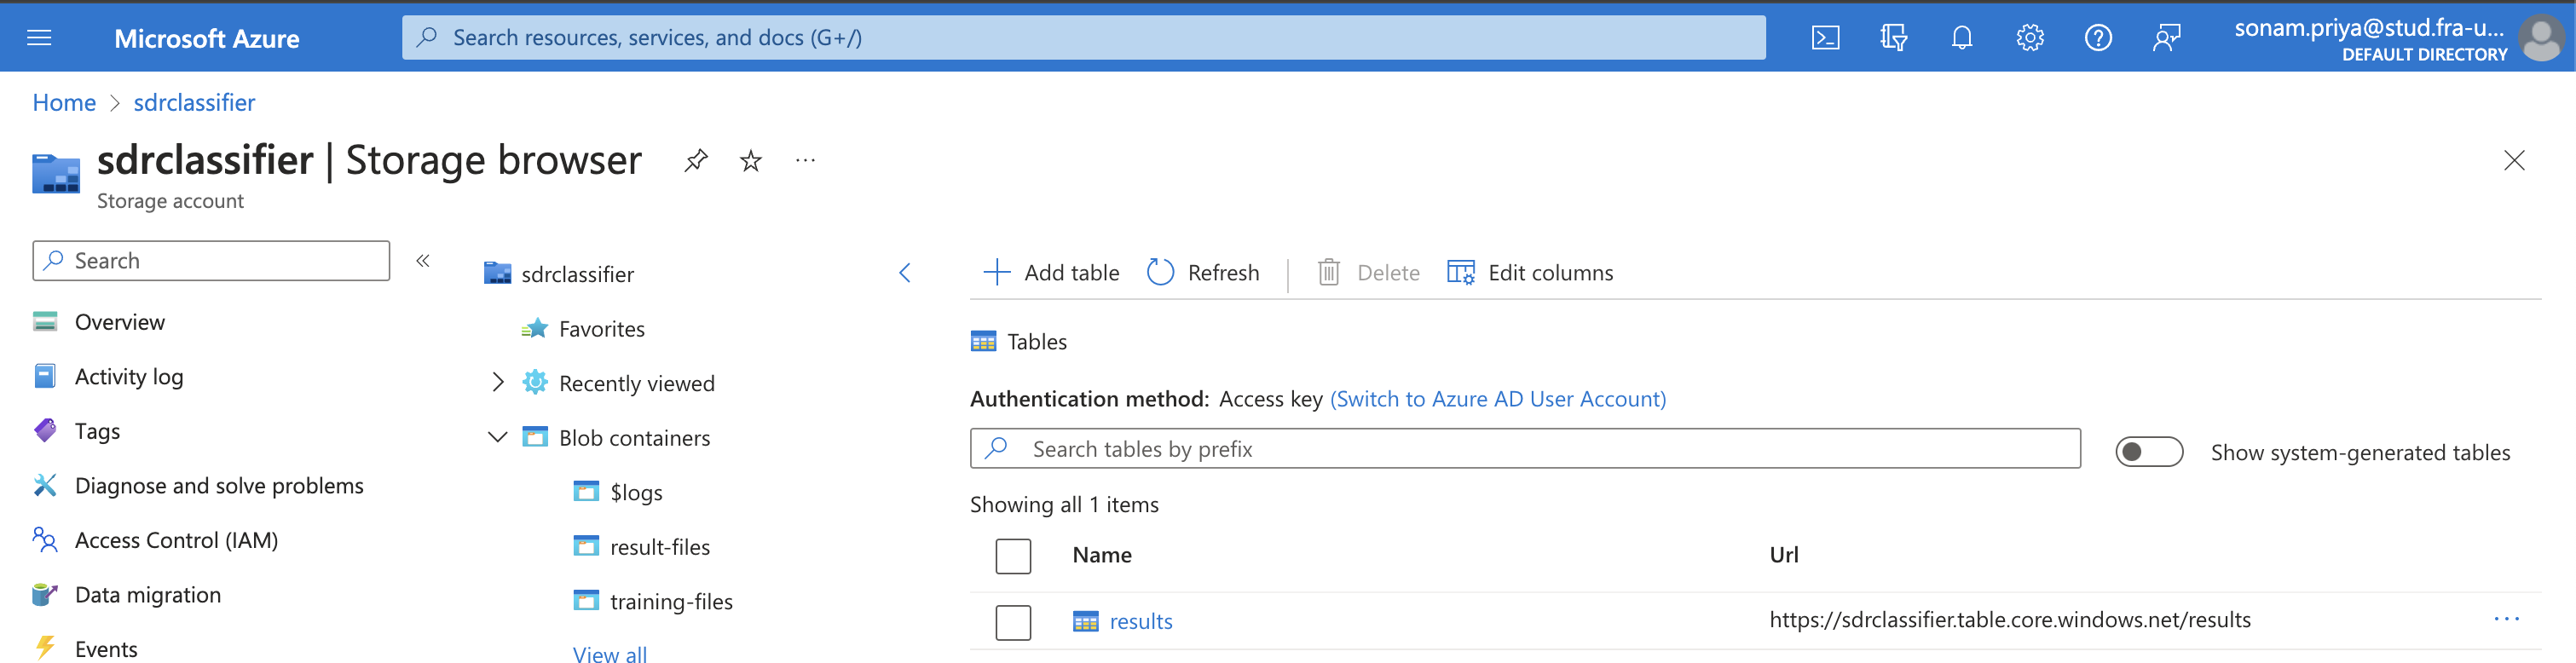 Microsoft Azure
Search resources, services, and docs (G+/)
sonam.priya@stud.fra-u...
DEFAULT DIRECTORY
Home > sdrclassifier
sdrclassifier | Storage browser
...
Storage account
Search
«
Overview
Activity log
Tags
Diagnose and solve problems
Access Control (IAM)
Data migration
Events
sdrclassifier
Favorites
Recently viewed
Blob containers
$logs
result-files
training-files
View all
Add table
Refresh
Delete
Edit columns
Tables
Authentication method: Access key (Switch to Azure AD User Account)
Search tables by prefix
Show system-generated tables
Showing all 1 items
Name Url
results https://sdrclassifier.table.core.windows.net/results ...